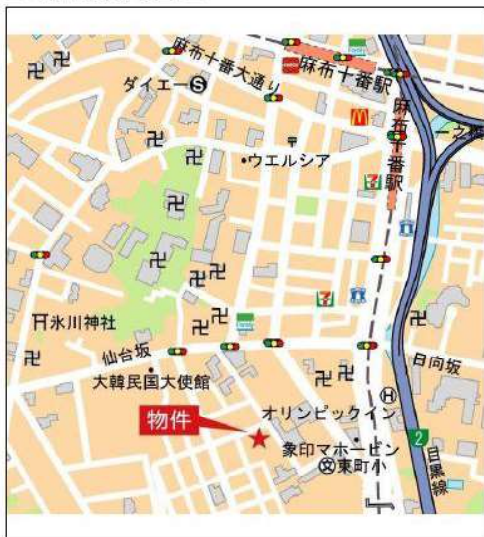 麻布十番大通り
麻布十番駅
ダイエー
S
麻布十番駅
ウエルシア
氷川神社
仙台坂
大韓民国大使館
日向坂
物件
オリンピックイン
H
象印マホービン
文東町小
2
目黒線